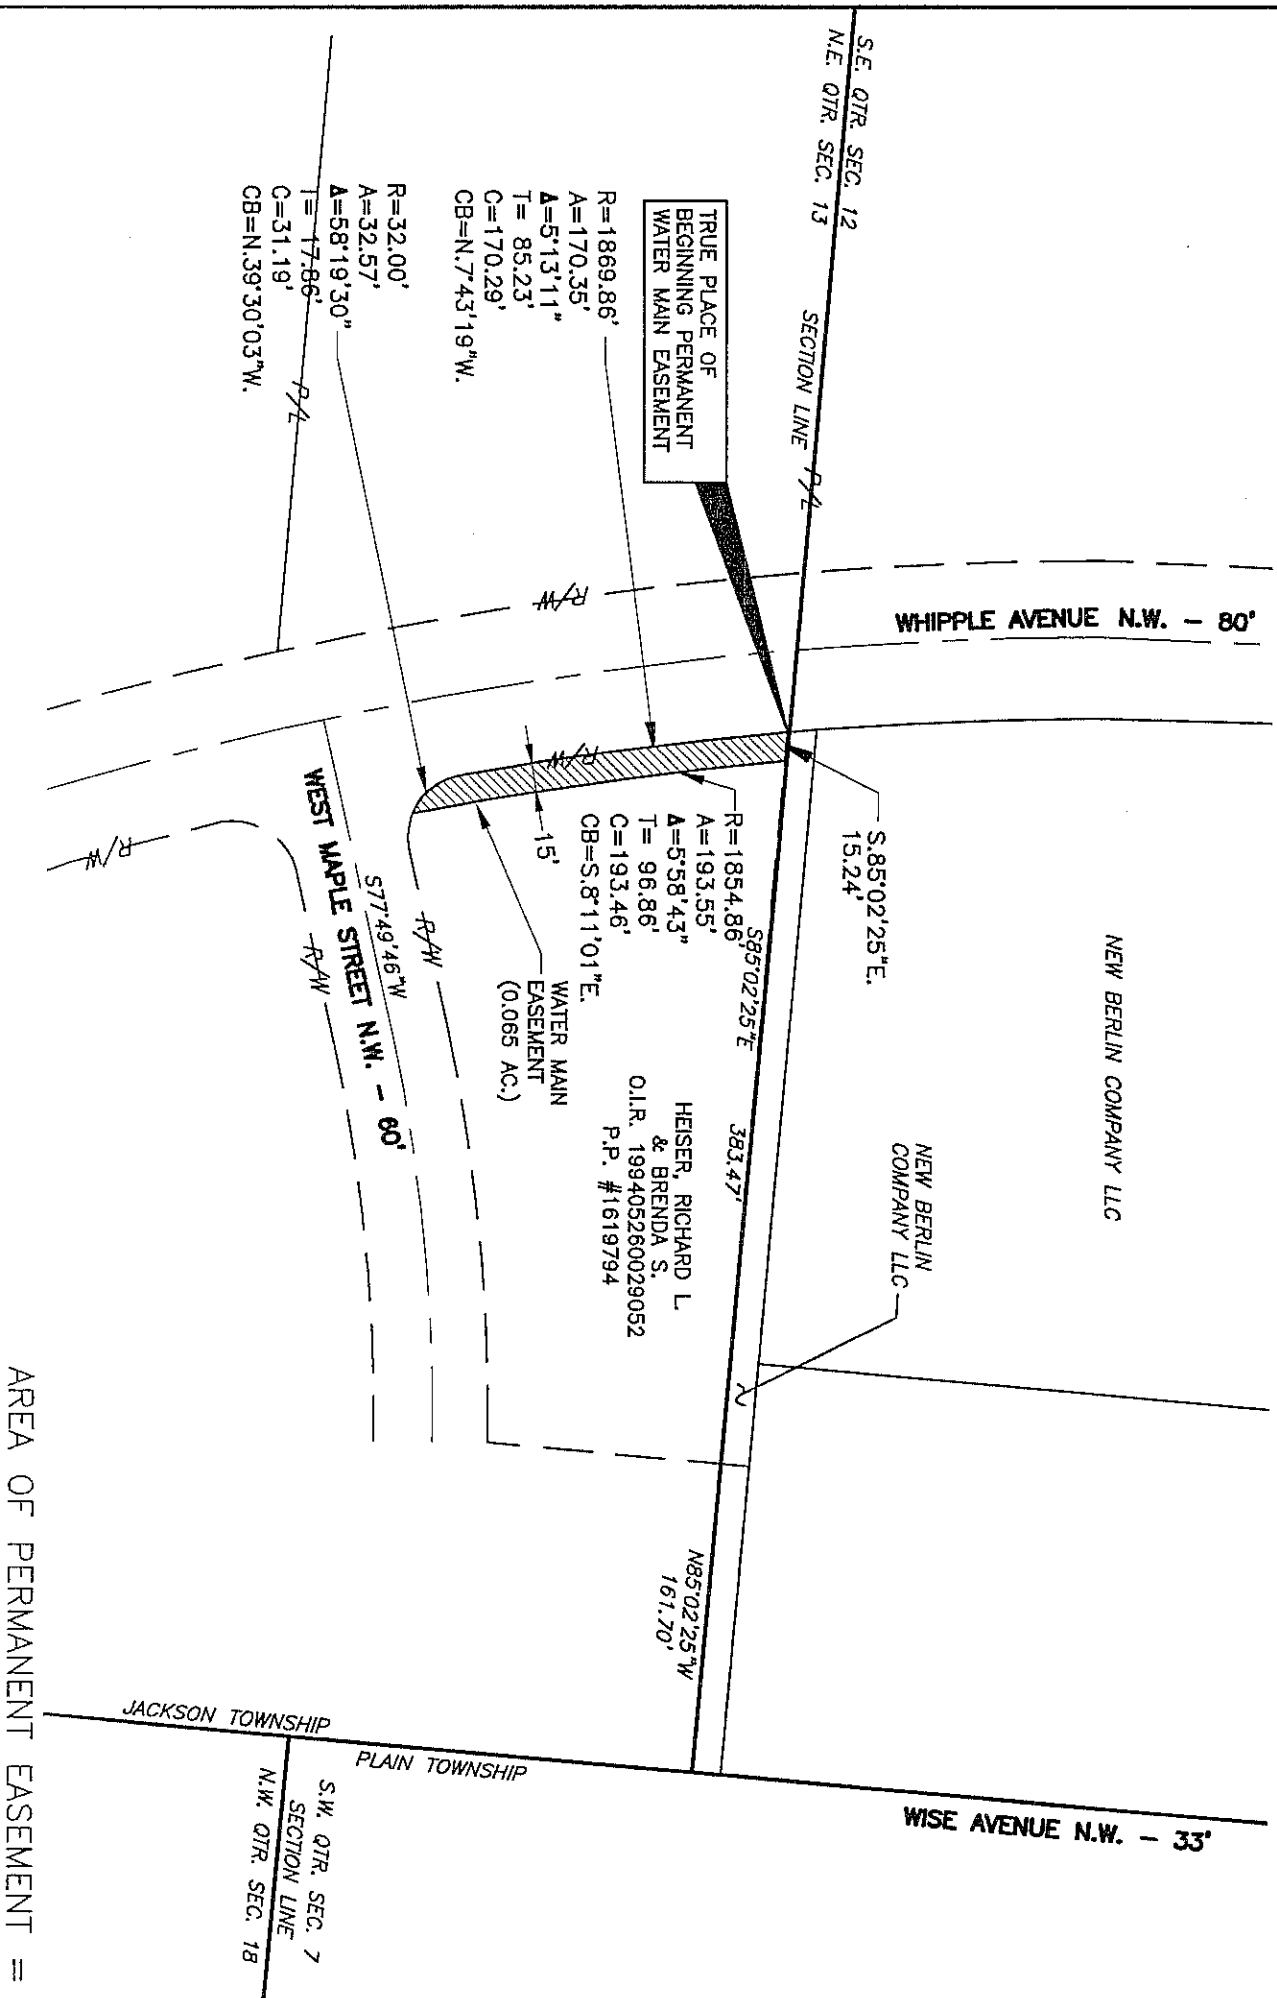 S.E. QTR. SEC. 12
N.E. QTR. SEC. 13
SECTION LINE P/L
TRUE PLACE OF
BEGINNING PERMANENT
WATER MAIN EASEMENT
R=1869.86'
A=170.35'
Δ=5°13'11"
T= 85.23'
C=170.29'
CB=N.7°43'19"W.
R=32.00'
A=32.57'
Δ=58°19'30"
T= 17.86'
C=31.19'
CB=N.39°30'03"W.
P/L
R/W
WHIPPLE AVENUE N.W. - 80'
R/W
S.85°02'25"E.
15.24'
R=1854.86'
A=193.55'
Δ=5°58'43"
T= 96.86'
C=193.46'
CB=S.8°11'01"E.
15'
S85°02'25"E 383.47'
WATER MAIN
EASEMENT
(0.065 AC.)
NEW BERLIN COMPANY LLC
NEW BERLIN
COMPANY LLC
HEISER, RICHARD L.
& BRENDA S.
O.I.R. 199405260029052
P.P. #1619794
R/W
S77°49'46"W
WEST MAPLE STREET N.W. - 60'
R/W
R/W
N85°02'25"W
161.70'
JACKSON TOWNSHIP
PLAIN TOWNSHIP
WISE AVENUE N.W. - 33'
S.W. QTR. SEC. 7
SECTION LINE
N.W. QTR. SEC. 18
AREA OF PERMANENT EASEMENT =